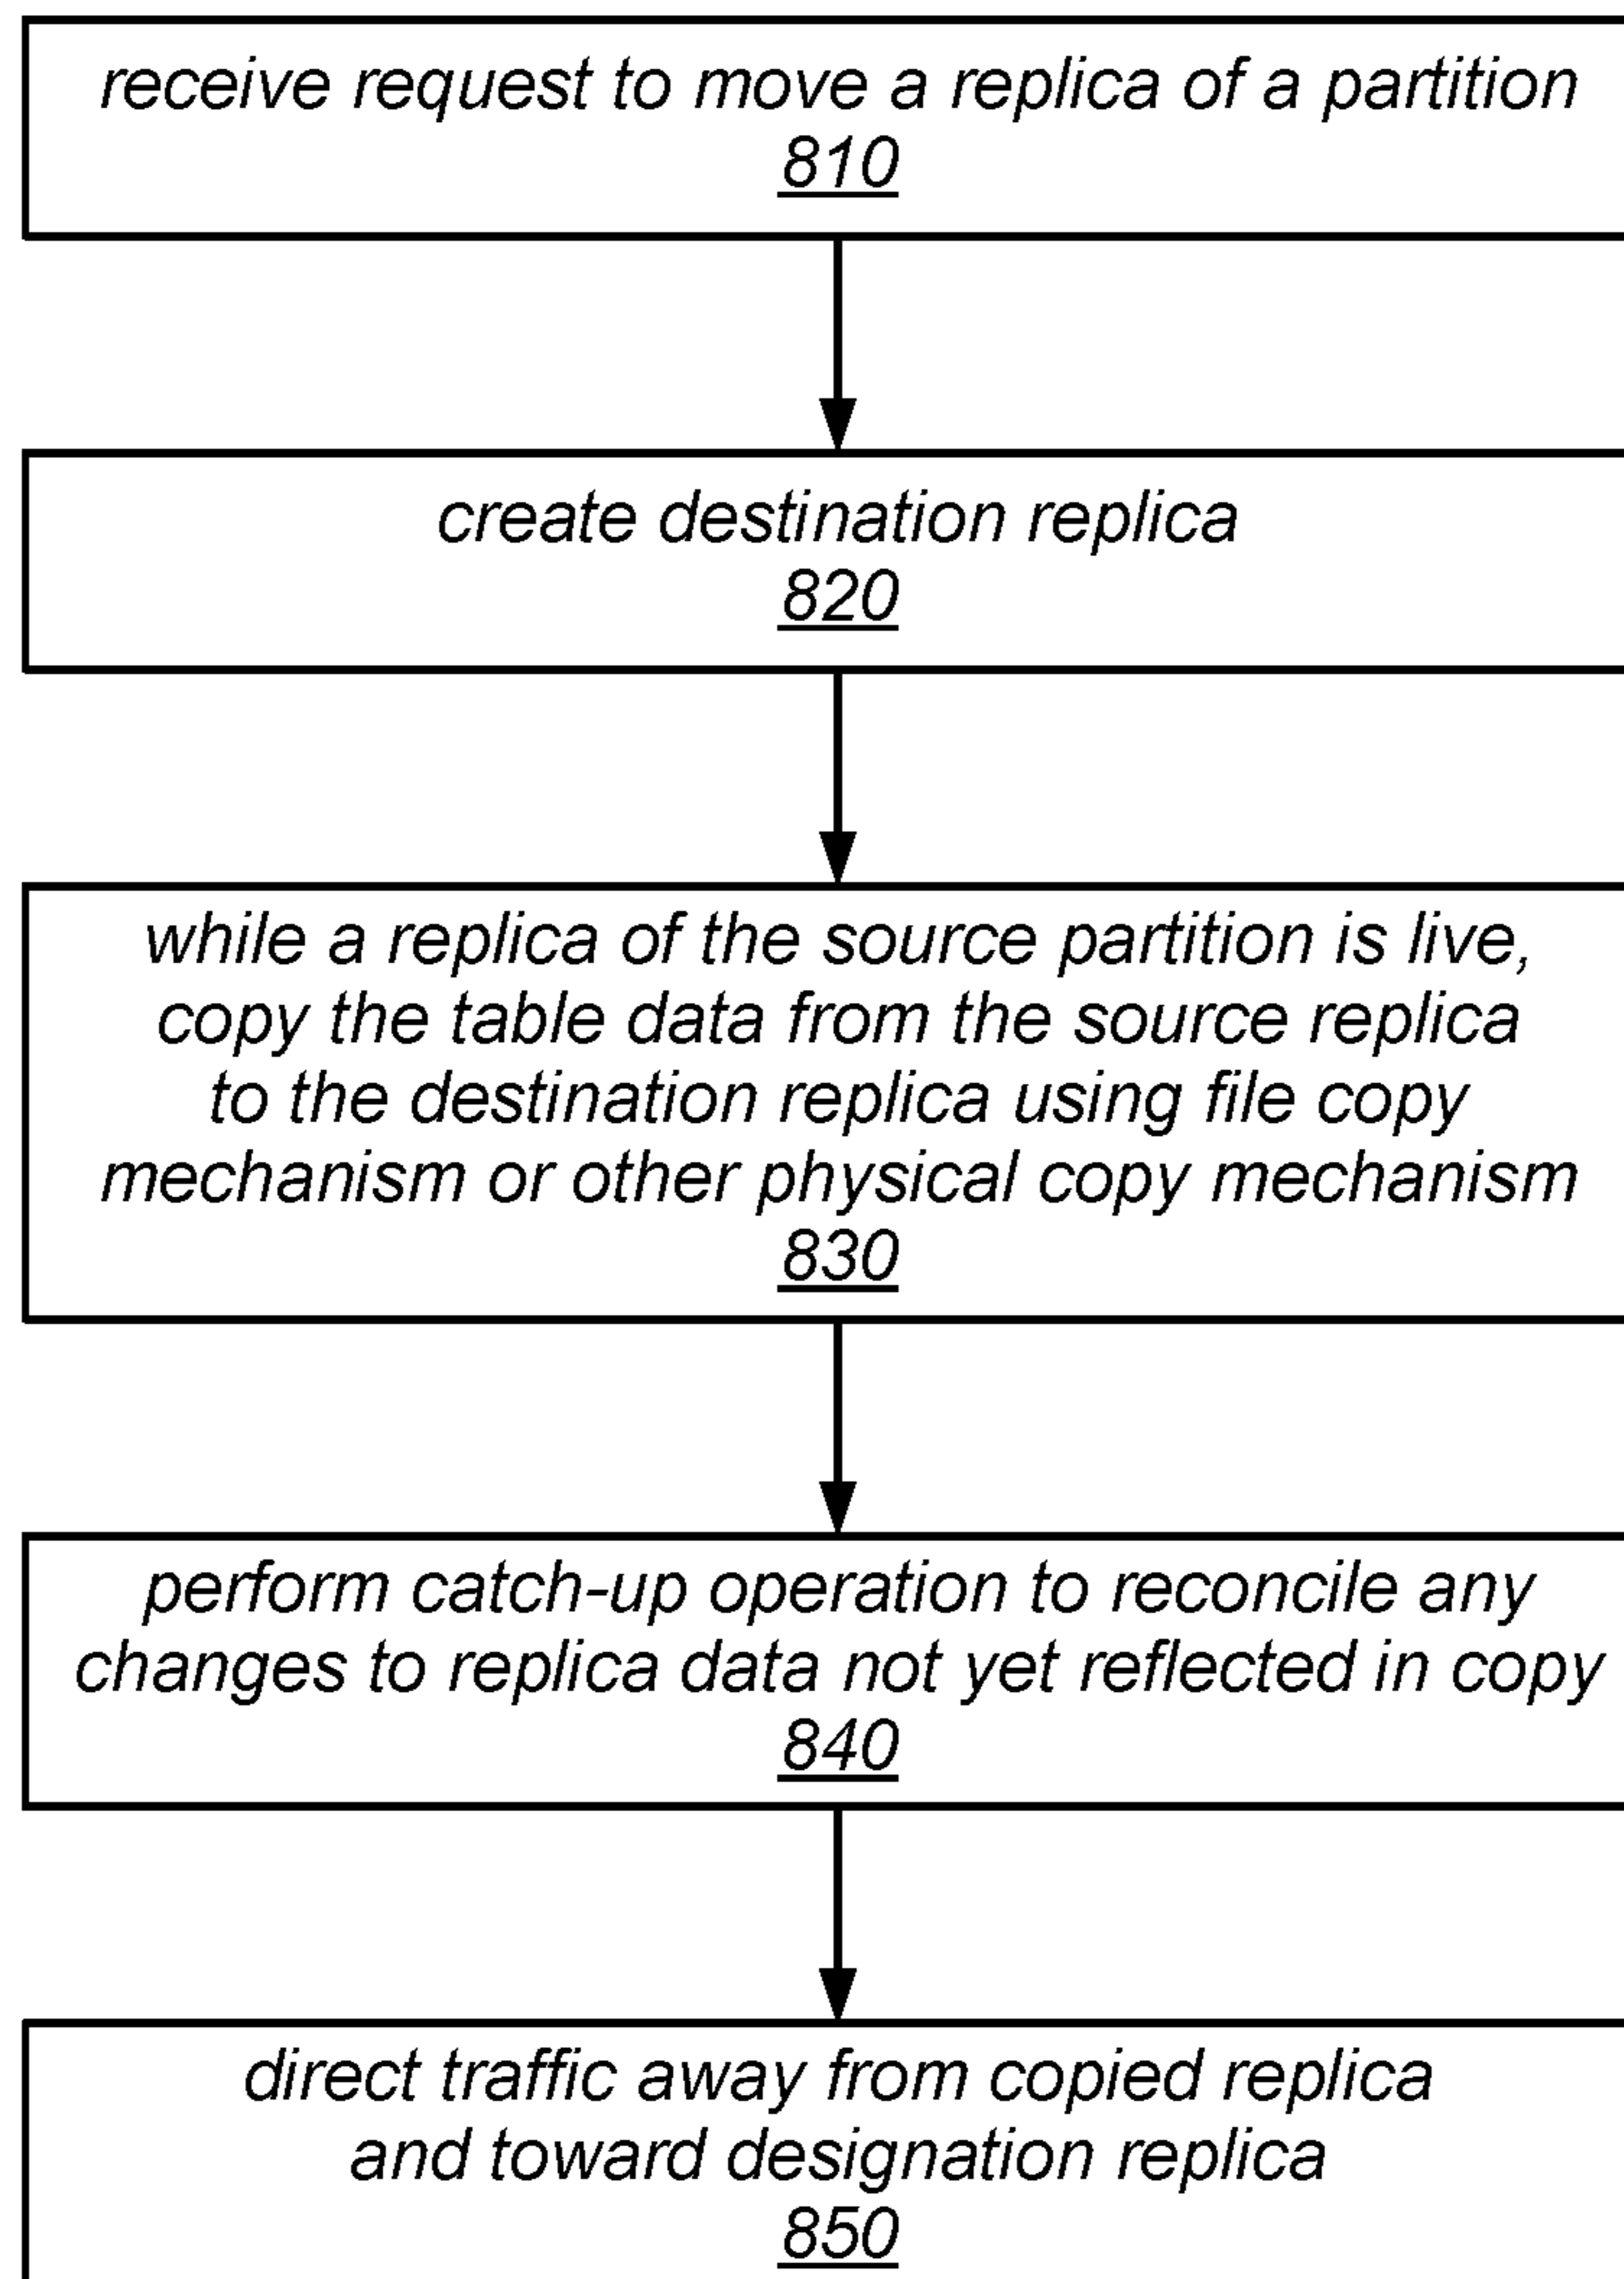 receive request to move a replica of a partition
810
create destination replica
820
while a replica of the source partition is live,
copy the table data from the source replica
to the destination replica using file copy
mechanism or other physical copy mechanism
830
perform catch-up operation to reconcile any
changes to replica data not yet reflected in copy
840
direct traffic away from copied replica
and toward designation replica
850